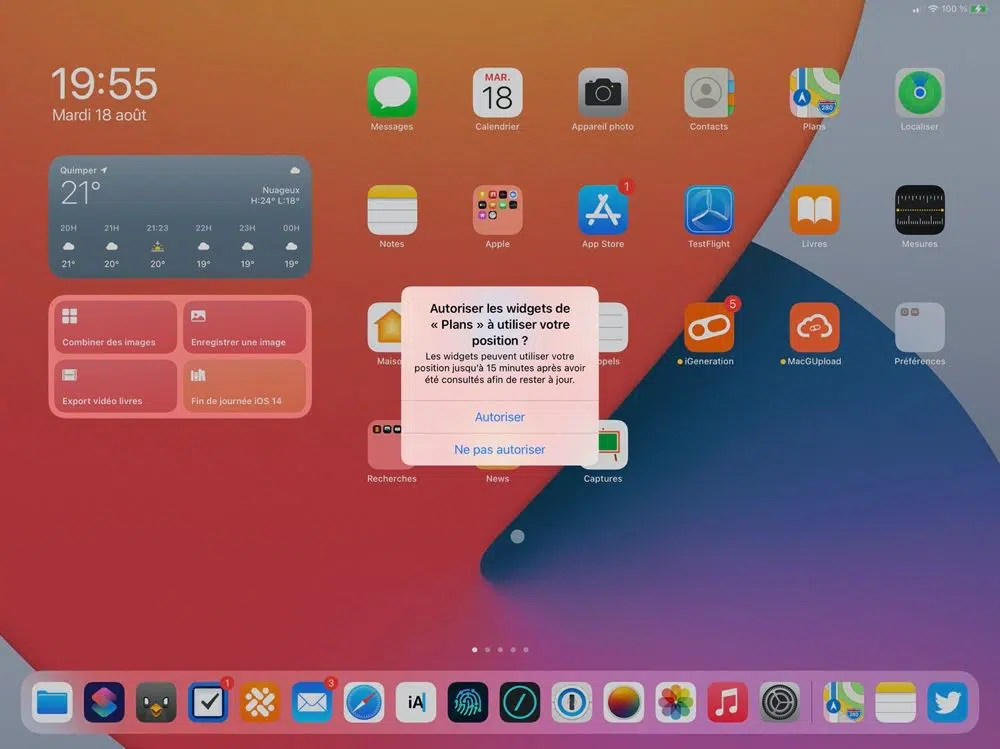 100 %
19:55
Mardi 18 août
Quimper
21°
Nuageux
H:24° L:18°
20H 21H 21:23 22H 23H 00H
21° 20° 20° 19° 19° 19°
Combiner des images
Enregistrer une image
Export vidéo livres
Fin de journée iOS 14
MAR.
18
280
Messages
Calendrier
Appareil photo
Contacts
Plans
Localiser
1
Notes
Apple
App Store
TestFlight
Livres
Mesures
5
iGeneration
MacGUpload
Préférences
Recherches
News
Captures
Autoriser les widgets de
« Plans » à utiliser votre
position ?
Les widgets peuvent utiliser votre
position jusqu'à 15 minutes après avoir
été consultés afin de rester à jour.
Autoriser
Ne pas autoriser
1
3
iA
280